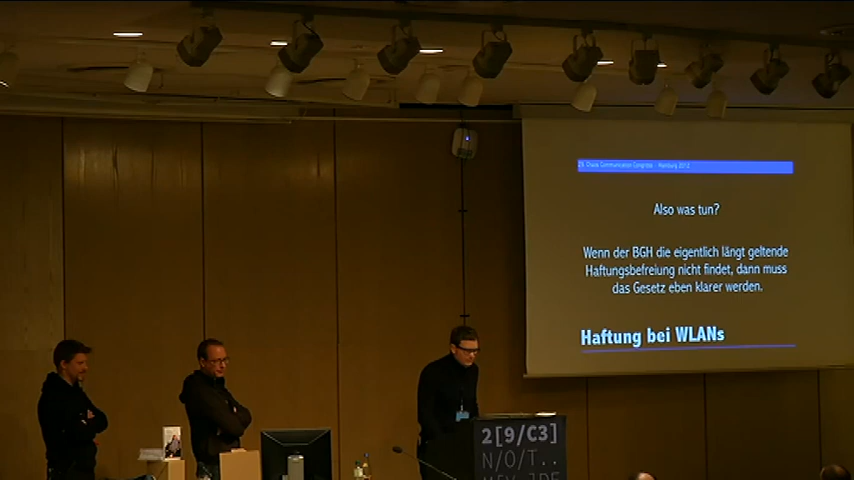 29. Chaos Communication Congress - Hamburg 2012
Also was tun?
Wenn der BGH die eigentlich längt geltende
Haftungsbefreiung nicht findet, dann muss
das Gesetz eben klarer werden.
Haftung bei WLANs
2[9/C3]
N/O/T..